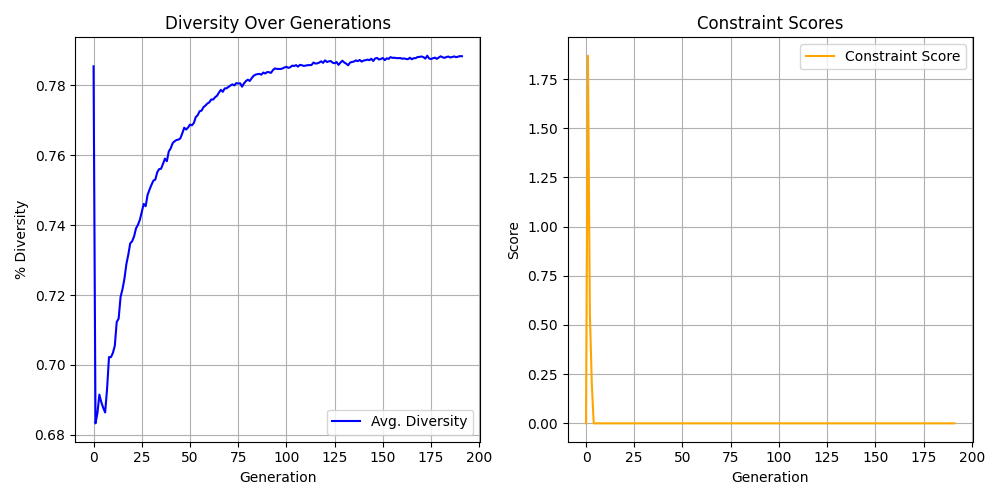 Diversity Over Generations
% Diversity
0.78
0.76
0.74
0.72
0.70
0.68
0 25 50 75 100 125 150 175 200
Generation
Avg. Diversity
Constraint Scores
Score
1.75
1.50
1.25
1.00
0.75
0.50
0.25
0.00
0 25 50 75 100 125 150 175 200
Generation
Constraint Score